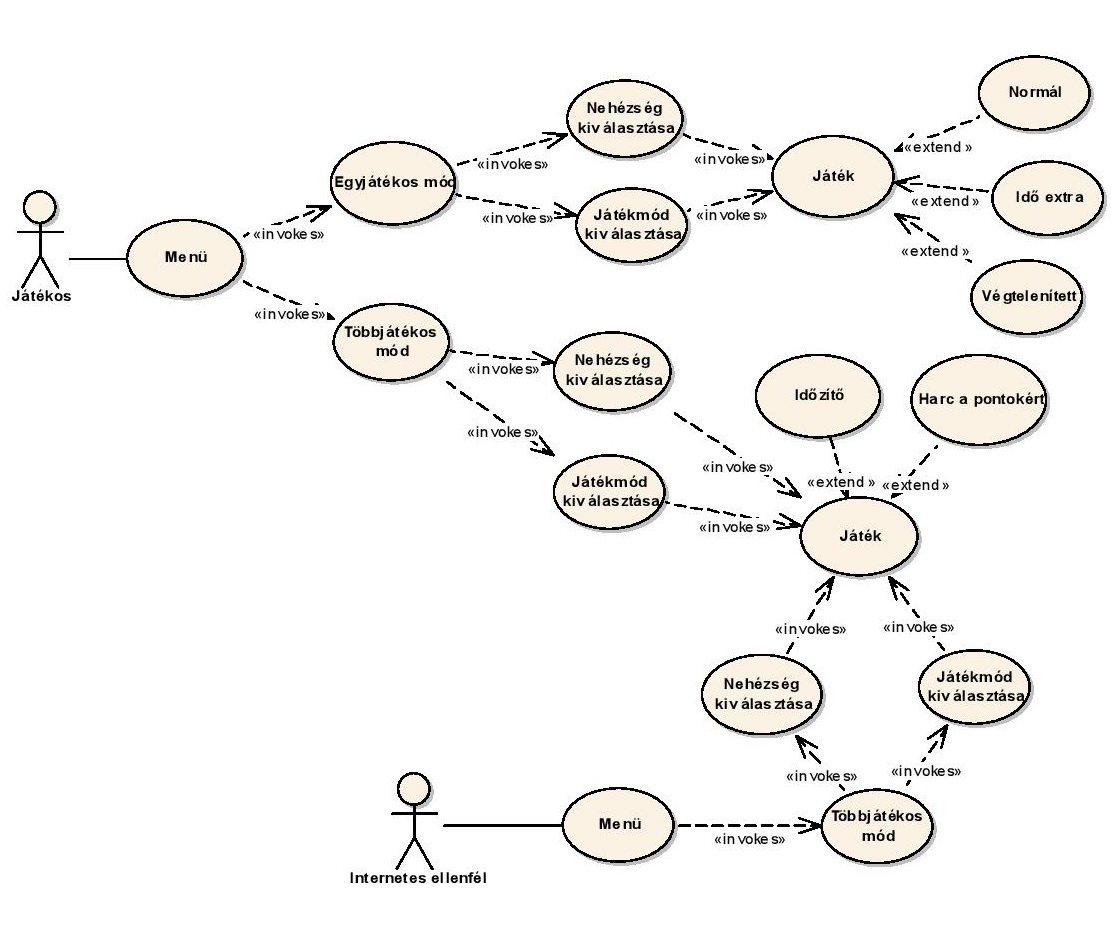 Normál
Nehézség
kiválasztása
«invokes»
«invokes»
«extend »
Játék
Egyjátékos mód
Idő extra
«invokes»
Játékmód
kiválasztása
«invokes»
«extend »
«invokes»
Menü
«extend »
Játékos
Végtelenített
«invokes»
Többjátékos
mód
Nehézség
kiválasztása
«invokes»
Időzítő
Harc a pontokért
«invokes»
«invokes»
«extend »
«extend »
Játékmód
kiválasztása
«invokes»
Játék
«invokes»
«invokes»
Nehézség
kiválasztása
Játékmód
kiválasztása
«invokes»
«invokes»
Menü
Többjátékos
mód
«invokes»
Internetes ellenfél